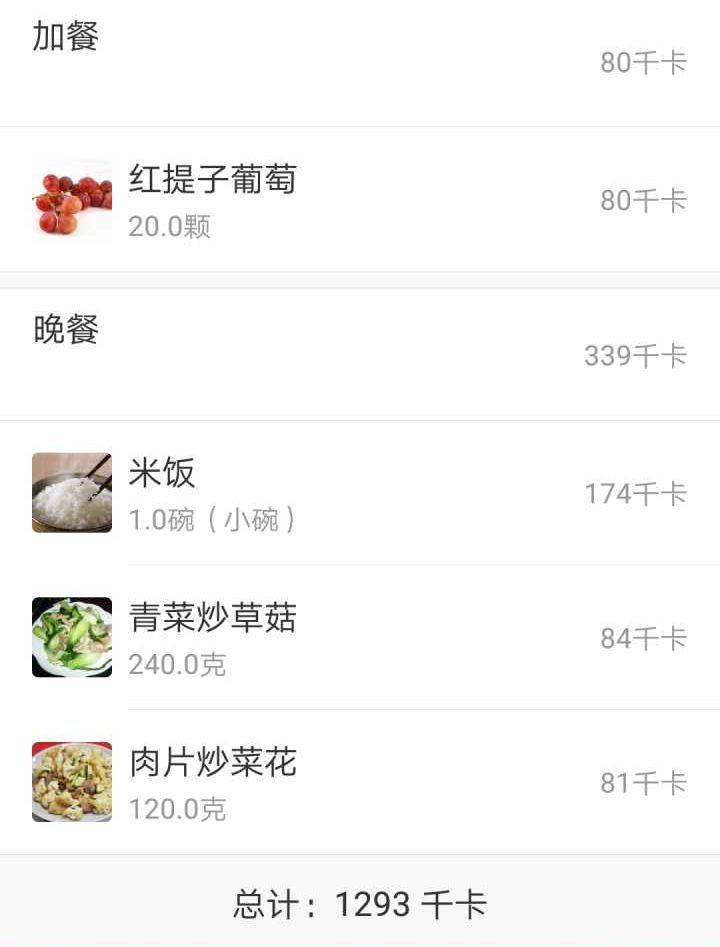 加餐
80千卡
红提子葡萄
80千卡
20.0颗
晚餐
339千卡
米饭
174千卡
1.0碗（小碗）
青菜炒草菇
84千卡
240.0克
肉片炒菜花
81千卡
120.0克
总计：1293 千卡